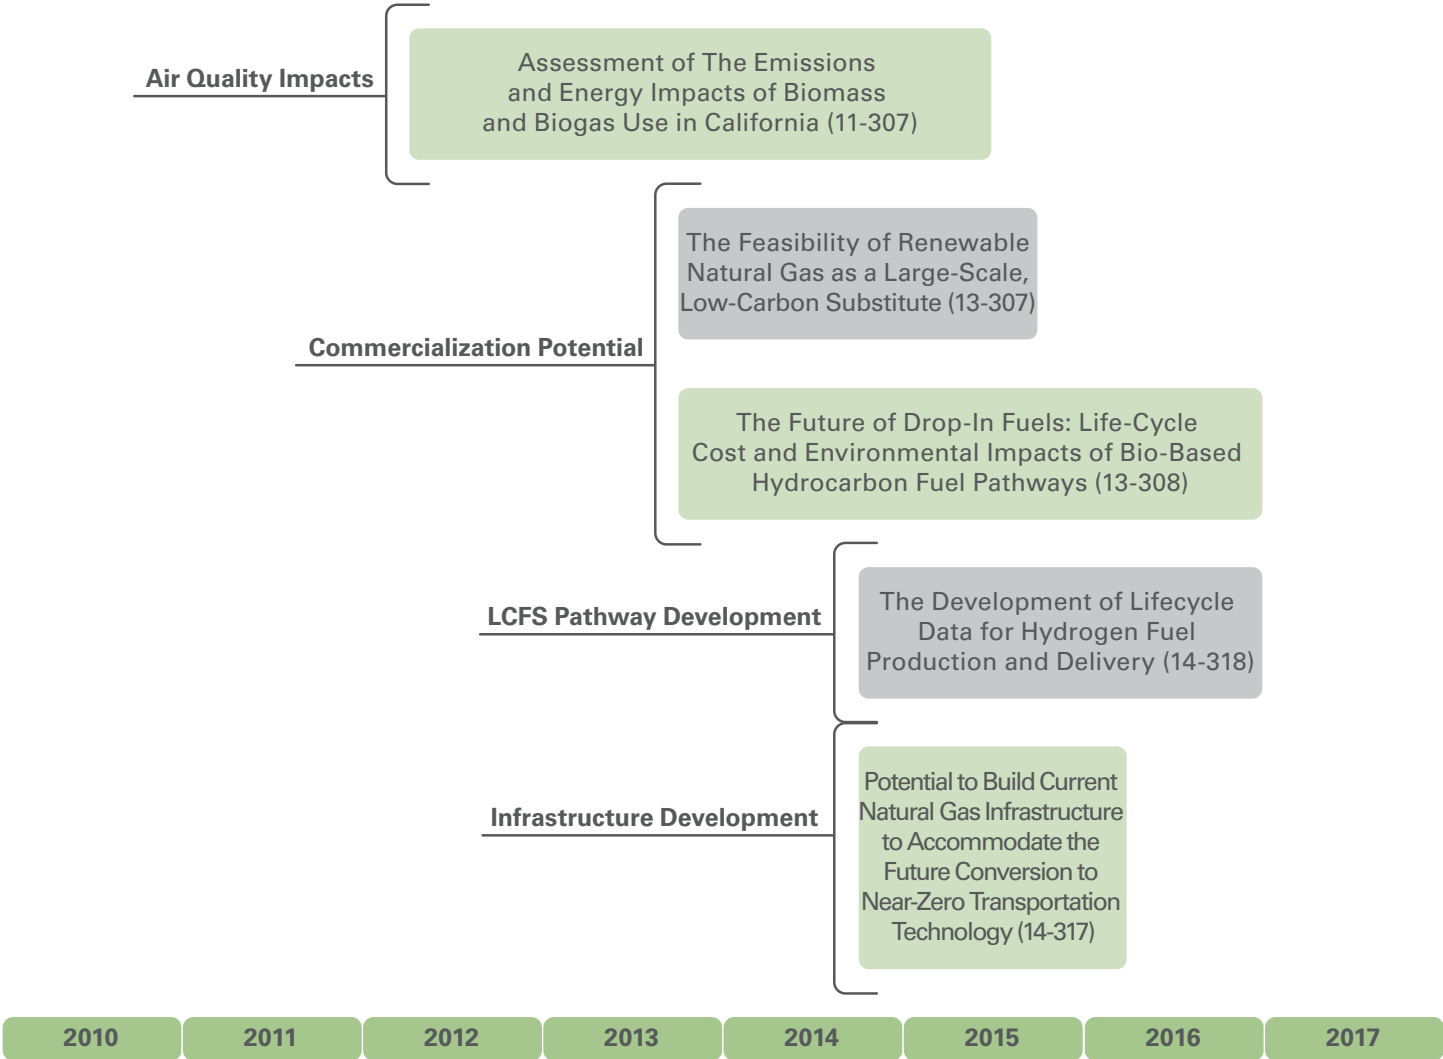 Air Quality Impacts
Assessment of The Emissions
and Energy Impacts of Biomass
and Biogas Use in California (11-307)
Commercialization Potential
The Feasibility of Renewable
Natural Gas as a Large-Scale,
Low-Carbon Substitute (13-307)
The Future of Drop-In Fuels: Life-Cycle
Cost and Environmental Impacts of Bio-Based
Hydrocarbon Fuel Pathways (13-308)
LCFS Pathway Development
The Development of Lifecycle
Data for Hydrogen Fuel
Production and Delivery (14-318)
Infrastructure Development
Potential to Build Current
Natural Gas Infrastructure
to Accommodate the
Future Conversion to
Near-Zero Transportation
Technology (14-317)
2010 2011 2012 2013 2014 2015 2016 2017